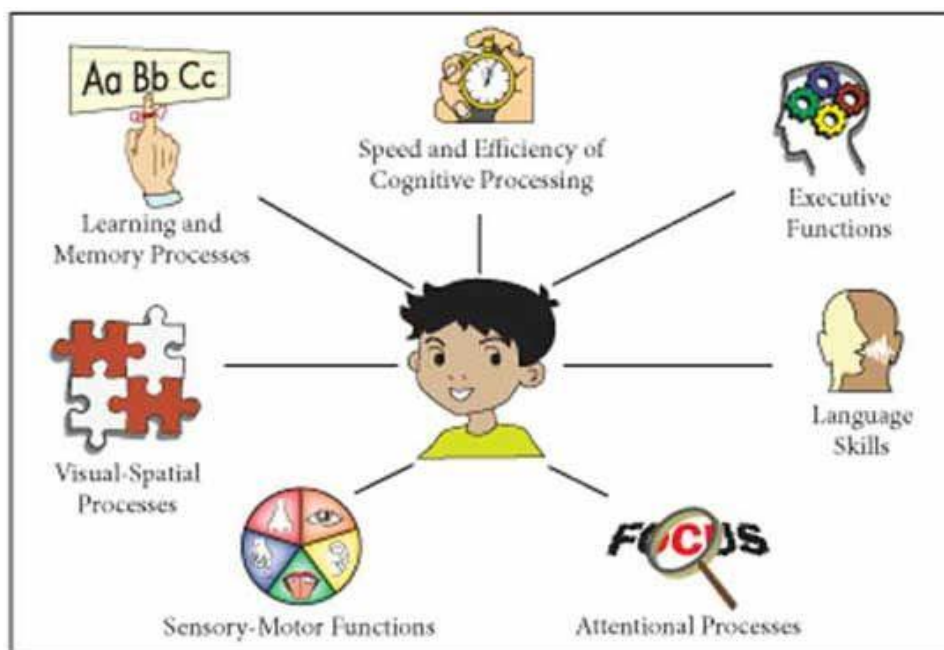 Aa Bb Cc
Learning and
Memory Processes
Speed and Efficiency of
Cognitive Processing
Executive
Functions
Visual-Spatial
Processes
Language
Skills
Sensory-Motor Functions
FOCUS
Attentional Processes